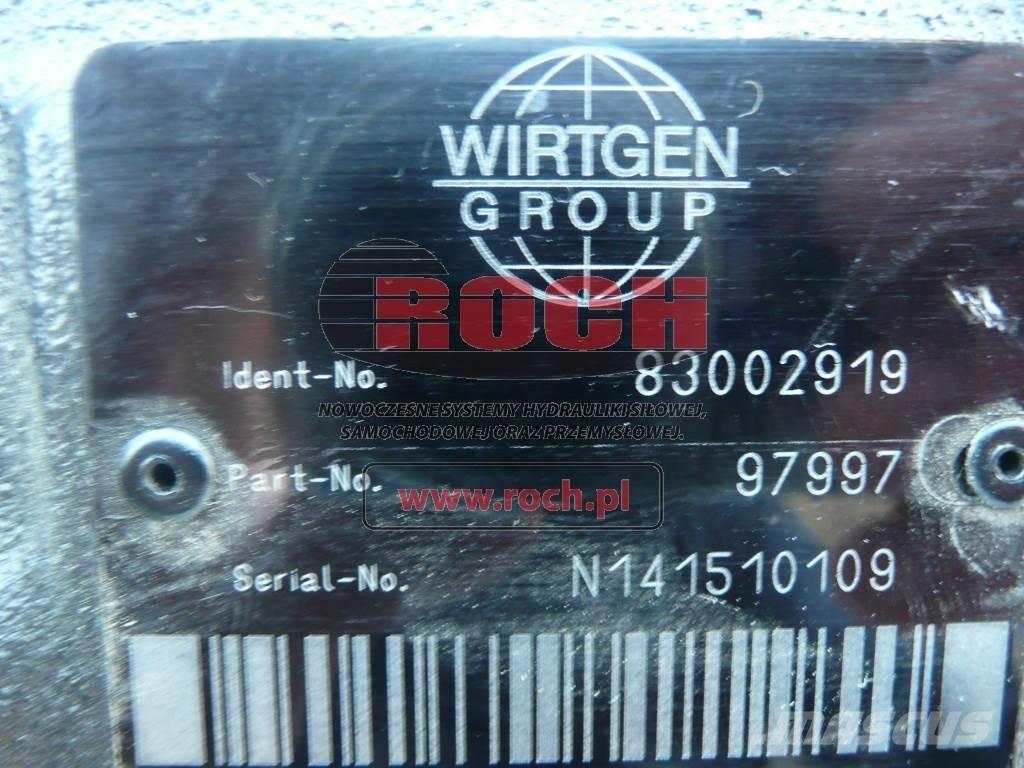 WIRTGEN
GROUP
ROCH
Ident-No. 83002919
NOWOCZESNE SYSTEMY HYDRAULIKI SIŁOWEJ,
SAMOCHODOWEJ ORAZ PRZEMYSŁOWEJ.
Part-No. 97997
www.roch.pl
Serial-No. N141510109
mascus